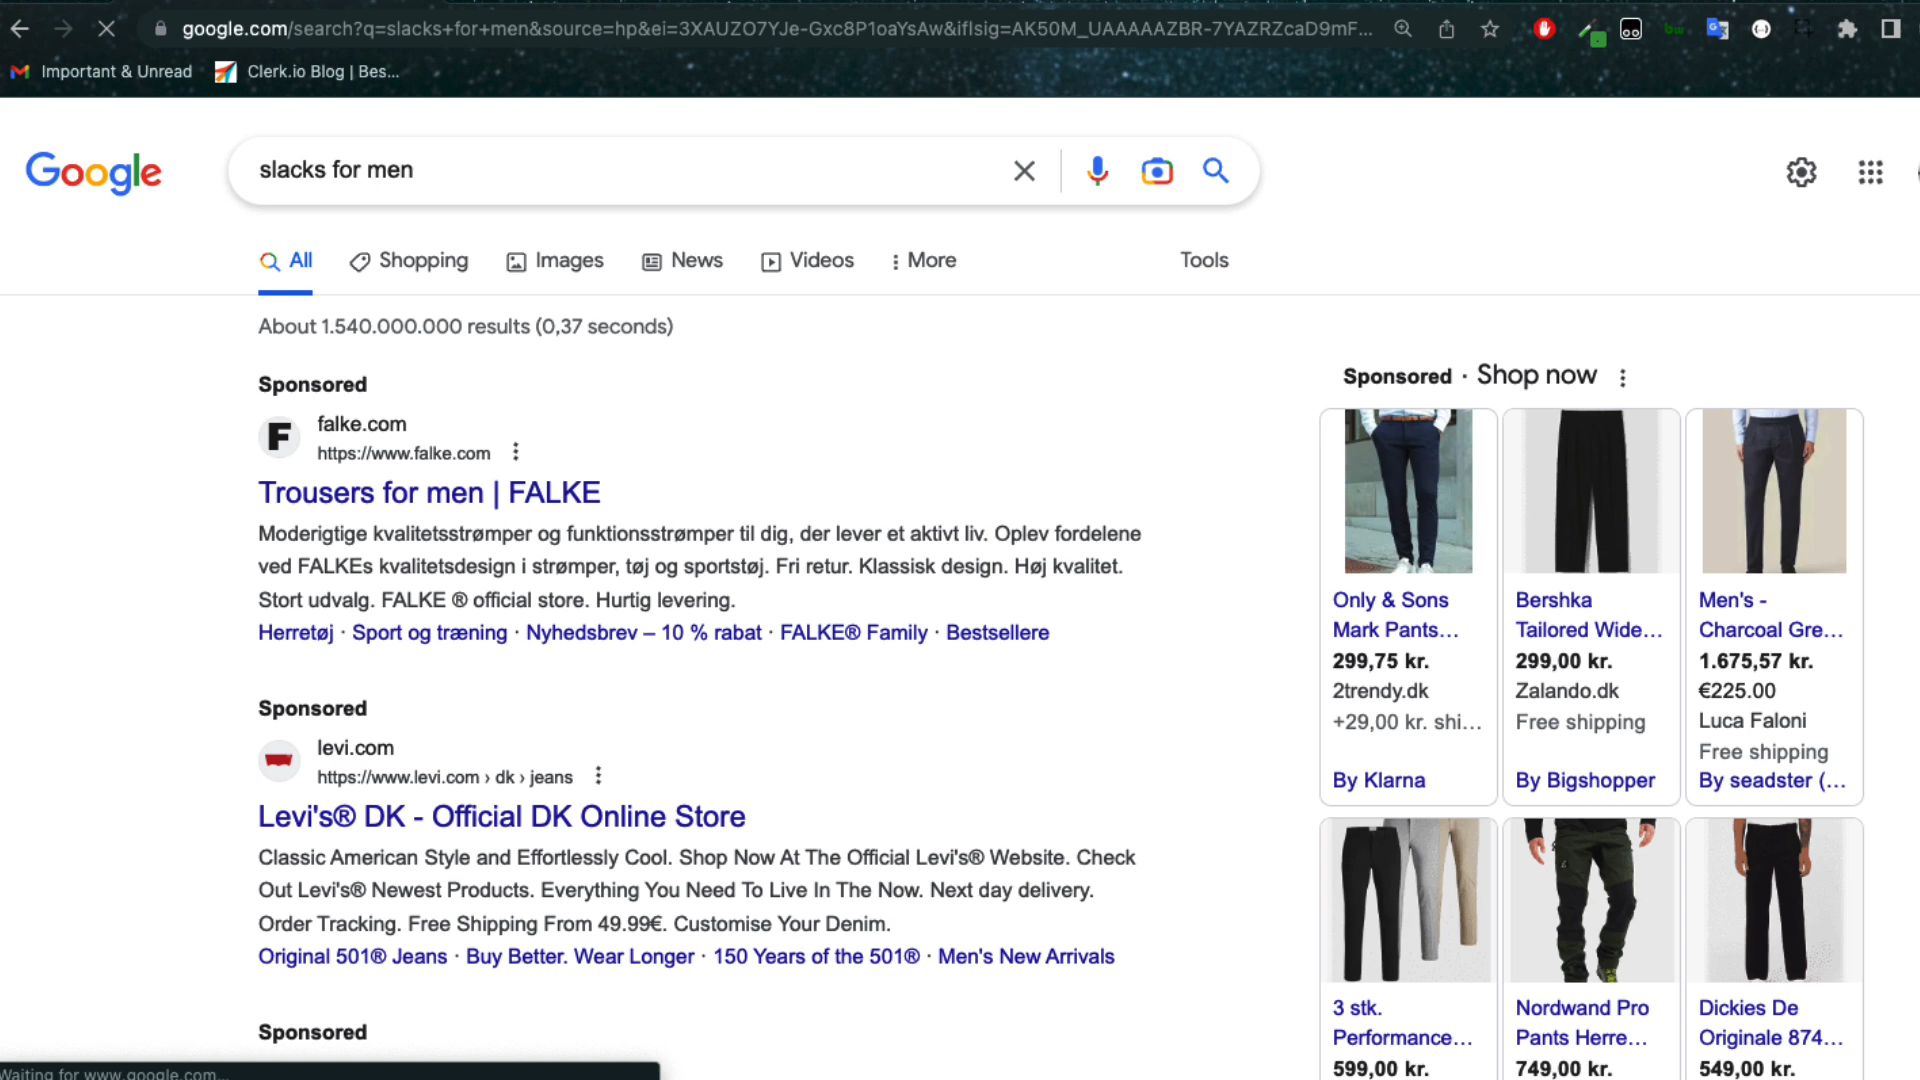 google.com/search?q=slacks+for+men&source=hp&ei=3XAUZO7YJe-Gxc8P1oaYsAw&iflsig=AK50M_UAAAAAZBR-7YAZRZcaD9mF...
Important & Unread
Clerk.io Blog | Bes...
Google
slacks for men
All
Shopping
Images
News
Videos
More
Tools
About 1.540.000.000 results (0,37 seconds)
Sponsored
falke.com
https://www.falke.com
Trousers for men | FALKE
Moderigtige kvalitetsstrømper og funktionsstrømper til dig, der lever et aktivt liv. Oplev fordelene
ved FALKEs kvalitetsdesign i strømper, tøj og sportstøj. Fri retur. Klassisk design. Høj kvalitet.
Stort udvalg. FALKE ® official store. Hurtig levering.
Herretøj · Sport og træning · Nyhedsbrev – 10 % rabat · FALKE® Family · Bestsellere
Sponsored
levi.com
https://www.levi.com › dk › jeans
Levi's® DK - Official DK Online Store
Classic American Style and Effortlessly Cool. Shop Now At The Official Levi's® Website. Check
Out Levi's® Newest Products. Everything You Need To Live In The Now. Next day delivery.
Order Tracking. Free Shipping From 49.99€. Customise Your Denim.
Original 501® Jeans · Buy Better. Wear Longer · 150 Years of the 501® · Men's New Arrivals
Sponsored
Waiting for www.google.com...
Sponsored · Shop now
Only & Sons
Mark Pants...
299,75 kr.
2trendy.dk
+29,00 kr. shi...
By Klarna
Bershka
Tailored Wide...
299,00 kr.
Zalando.dk
Free shipping
By Bigshopper
Men's -
Charcoal Gre...
1.675,57 kr.
€225.00
Luca Faloni
Free shipping
By seadster (...
3 stk.
Performance...
599,00 kr.
Nordwand Pro
Pants Herre...
749,00 kr.
Dickies De
Originale 874...
549,00 kr.